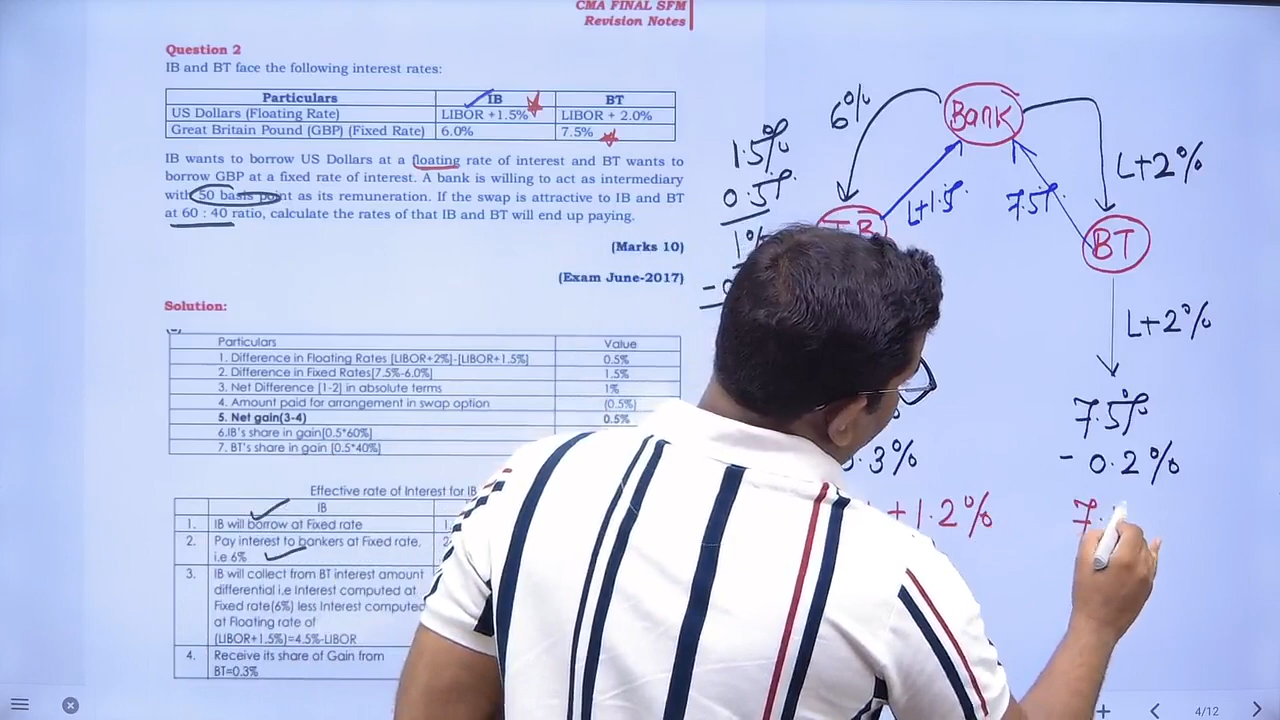 CMA FINAL SFM
Revision Notes
Question 2
IB and BT face the following interest rates:
Particulars IB BT
US Dollars (Floating Rate) LIBOR +1.5% LIBOR + 2.0%
Great Britain Pound (GBP) (Fixed Rate) 6.0% 7.5%
IB wants to borrow US Dollars at a floating rate of interest and BT wants to
borrow GBP at a fixed rate of interest. A bank is willing to act as intermediary
with 50 basis point as its remuneration. If the swap is attractive to IB and BT
at 60 : 40 ratio, calculate the rates of that IB and BT will end up paying.
(Marks 10)
(Exam June-2017)
Solution:
Particulars Value
1. Difference in Floating Rates [LIBOR+2%]-[LIBOR+1.5%] 0.5%
2. Difference in Fixed Rates[7.5%-6.0%] 1.5%
3. Net Difference [1-2] in absolute terms 1%
4. Amount paid for arrangement in swap option (0.5%)
5. Net gain(3-4) 0.5%
6.IB's share in gain[0.5*60%]
7. BT's share in gain [0.5*40%]
Effective rate of Interest for IB
IB
1. IB will borrow at Fixed rate
2. Pay interest to bankers at Fixed rate.
i.e 6%
3. IB will collect from BT interest amount
differential i.e Interest computed at
Fixed rate(6%) less Interest computed
at Floating rate of
(LIBOR+1.5%)=4.5%-LIBOR
4. Receive its share of Gain from
BT=0.3%
1.5%
0.5%
1%
Bank
6%
L+2%
L+1.5
7.5%
IB
BT
L+2%
7.5%
- 0.2%
.3%
+1.2%
7.
4/12